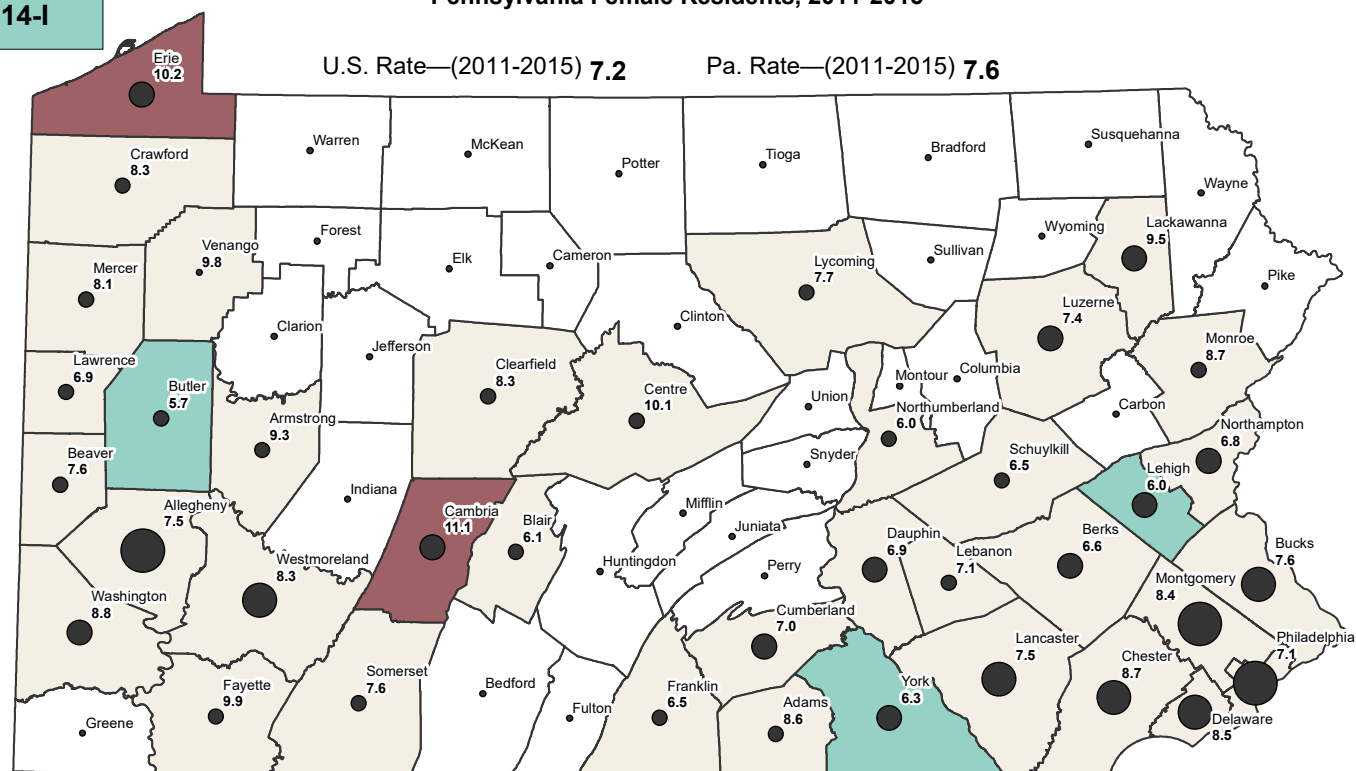 14-I
Pennsylvania Female Residents, 2011-2015
U.S. Rate—(2011-2015) 7.2
Pa. Rate—(2011-2015) 7.6
Erie
10.2
Warren
McKean
Potter
Tioga
Bradford
Susquehanna
Wayne
Crawford
8.3
Forest
Venango
9.8
Elk
Cameron
Lycoming
7.7
Sullivan
Wyoming
Lackawanna
9.5
Mercer
8.1
Pike
Clarion
Jefferson
Clinton
Luzerne
7.4
Monroe
8.7
Lawrence
6.9
Butler
5.7
Clearfield
8.3
Centre
10.1
Union
Montour
Columbia
Northumberland
6.0
Carbon
Armstrong
9.3
Northampton
6.8
Beaver
7.6
Snyder
Schuylkill
6.5
Lehigh
6.0
Indiana
Allegheny
7.5
Cambria
11.1
Blair
6.1
Mifflin
Juniata
Huntingdon
Perry
Dauphin
6.9
Lebanon
7.1
Berks
6.6
Bucks
7.6
Westmoreland
8.3
Montgomery
8.4
Washington
8.8
Cumberland
7.0
Lancaster
7.5
Philadelphia
7.1
Chester
8.7
Somerset
7.6
Fayette
9.9
Bedford
Fulton
Franklin
6.5
Adams
8.6
York
6.3
Greene
Delaware
8.5